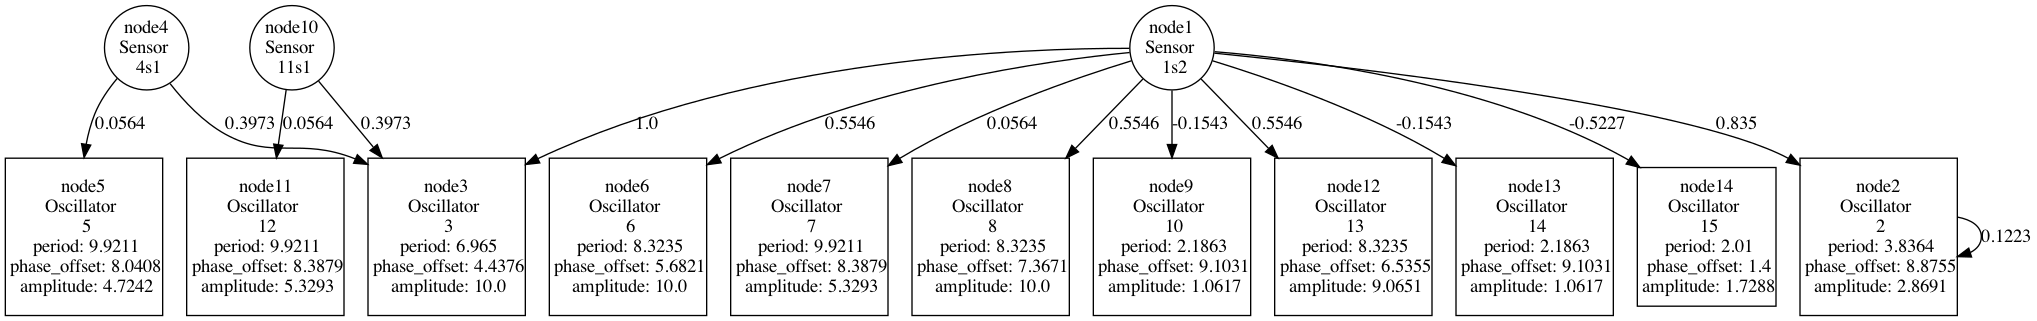 node4
Sensor
4s1
node10
Sensor
11s1
node1
Sensor
1s2
0.0564
0.3973
0.0564
0.3973
1.0
0.5546
0.0564
0.5546
-0.1543
0.5546
-0.1543
-0.5227
0.835
node5
Oscillator
5
period: 9.9211
phase_offset: 8.0408
amplitude: 4.7242
node11
Oscillator
12
period: 9.9211
phase_offset: 8.3879
amplitude: 5.3293
node3
Oscillator
3
period: 6.965
phase_offset: 4.4376
amplitude: 10.0
node6
Oscillator
6
period: 8.3235
phase_offset: 5.6821
amplitude: 10.0
node7
Oscillator
7
period: 9.9211
phase_offset: 8.3879
amplitude: 5.3293
node8
Oscillator
8
period: 8.3235
phase_offset: 7.3671
amplitude: 10.0
node9
Oscillator
10
period: 2.1863
phase_offset: 9.1031
amplitude: 1.0617
node12
Oscillator
13
period: 8.3235
phase_offset: 6.5355
amplitude: 9.0651
node13
Oscillator
14
period: 2.1863
phase_offset: 9.1031
amplitude: 1.0617
node14
Oscillator
15
period: 2.01
phase_offset: 1.4
amplitude: 1.7288
node2
Oscillator
2
period: 3.8364
phase_offset: 8.8755
amplitude: 2.8691
0.1223